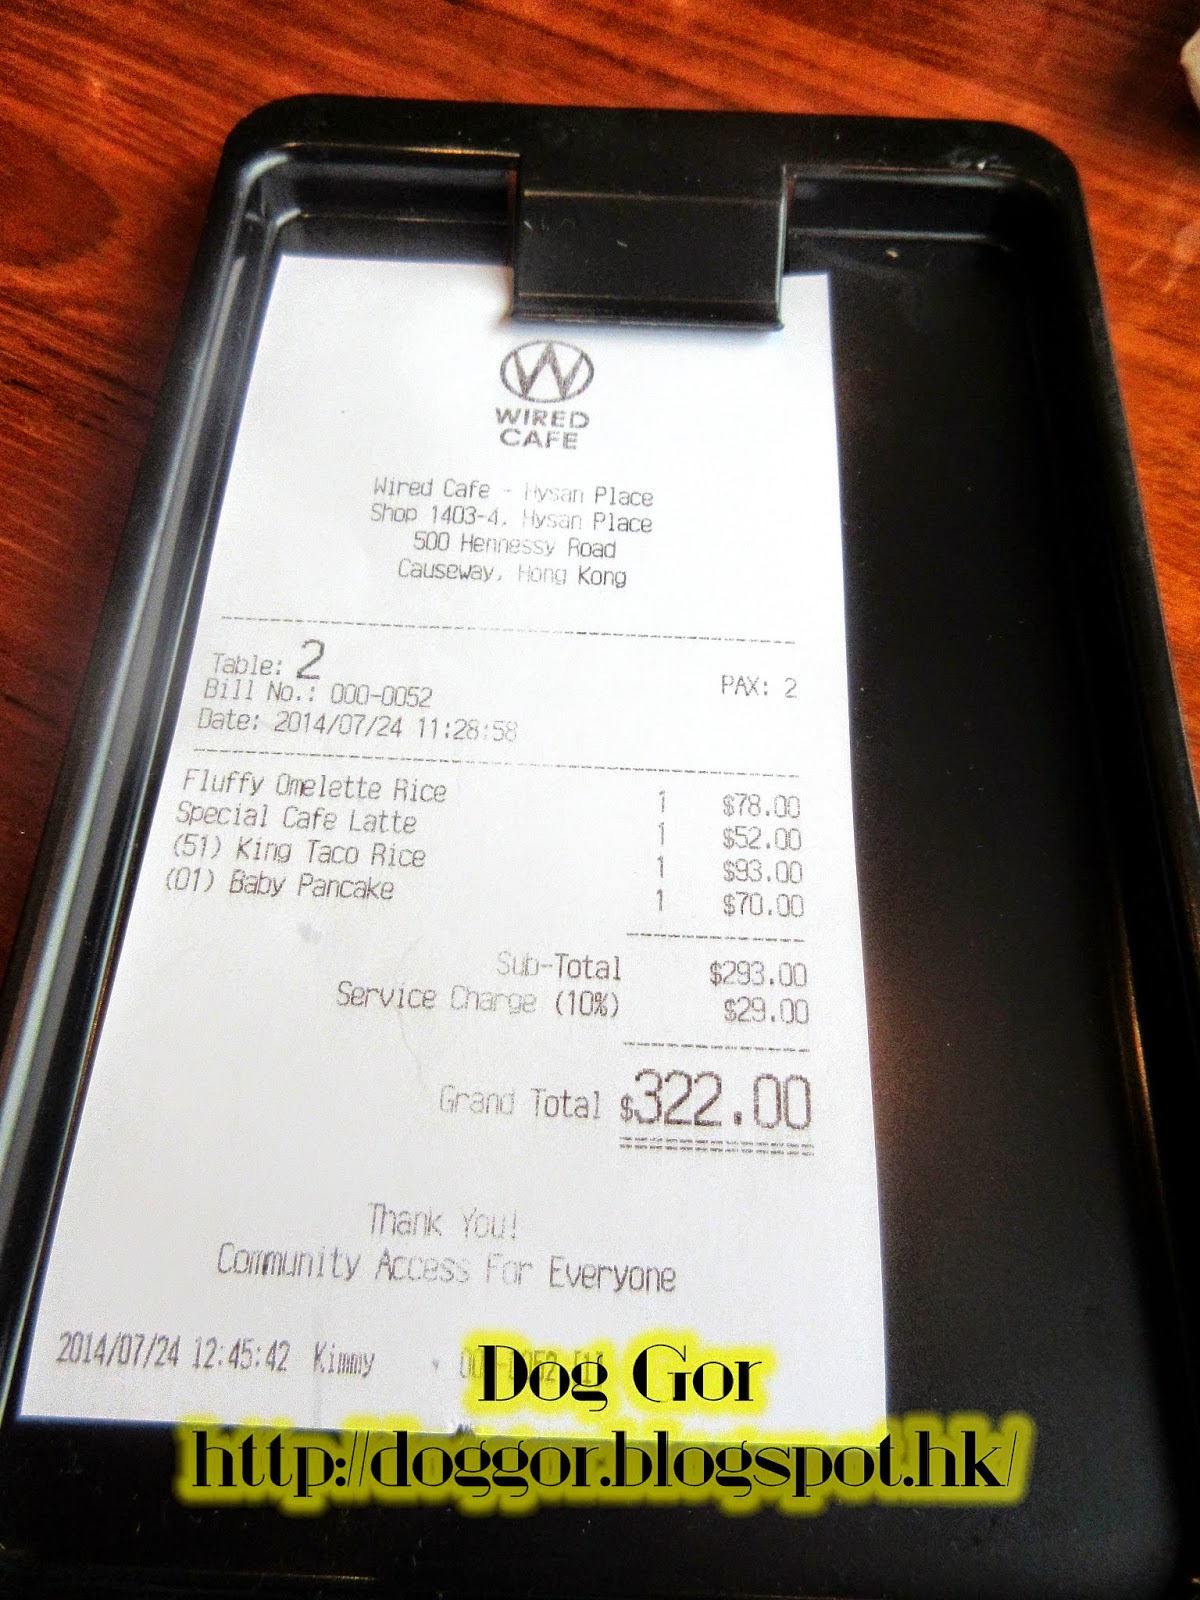 W
WIRED
CAFE
Wired Cafe - Hysan Place
Shop 1403-4, Hysan Place
500 Hennessy Road
Causeway, Hong Kong
Table: 2 PAX: 2
Bill No.: 000-0052
Date: 2014/07/24 11:28:58
Fluffy Omelette Rice 1 $78.00
Special Cafe Latte 1 $52.00
(51) King Taco Rice 1 $93.00
(01) Baby Pancake 1 $70.00
Sub-Total $293.00
Service Charge (10%) $29.00
Grand Total $322.00
Thank You!
Community Access For Everyone
2014/07/24 12:45:42 Kimmy
Dog Gor
http://doggor.blogspot.hk/